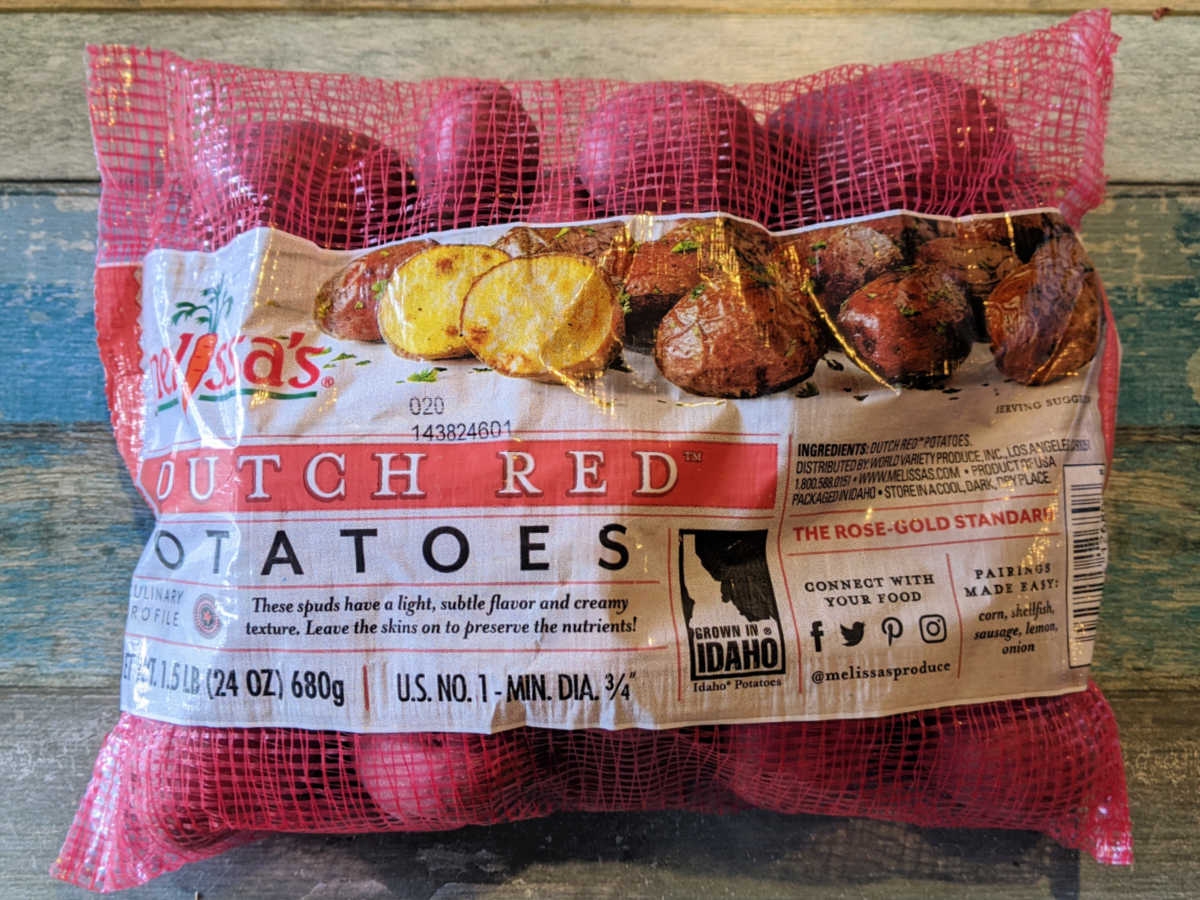 melissa's®
020
143824601
DUTCH RED™
OTATOES
ULINARY
ROFILE
These spuds have a light, subtle flavor and creamy
texture. Leave the skins on to preserve the nutrients!
WT. 1.5 LB (24 OZ) 680g
U.S. NO. 1 - MIN. DIA. 3/4"
GROWN IN ®
IDAHO
Idaho® Potatoes
SERVING SUGGES
INGREDIENTS: DUTCH RED™ POTATOES.
DISTRIBUTED BY: WORLD VARIETY PRODUCE, INC., LOS ANGELES
1.800.588.0151 • WWW.MELISSAS.COM • PRODUCT OF USA
PACKAGED IN IDAHO • STORE IN A COOL, DARK, DRY PLACE.
THE ROSE-GOLD STANDARD
CONNECT WITH
YOUR FOOD
@melissasproduce
PAIRINGS
MADE EASY:
corn, shellfish,
sausage, lemon,
onion